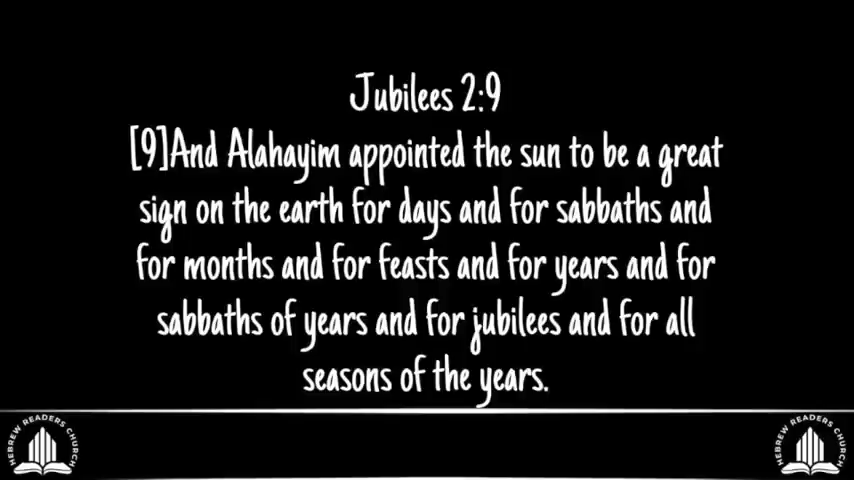 Jubilees 2:9
[9]And Alahayim appointed the sun to be a great
sign on the earth for days and for sabbaths and
for months and for feasts and for years and for
sabbaths of years and for jubilees and for all
seasons of the years.
HEBREW READERS CHURCH
HEBREW READERS CHURCH